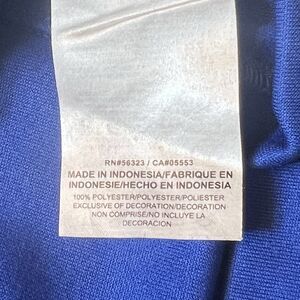 RN#56323 / CA#05553
MADE IN INDONESIA/FABRIQUE EN
INDONESIE/HECHO EN INDONESIA
100% POLYESTER/POLYESTER/POLIESTER
EXCLUSIVE OF DECORATION/DECORATION
NON COMPRISE/NO INCLUYE LA
DECORACION